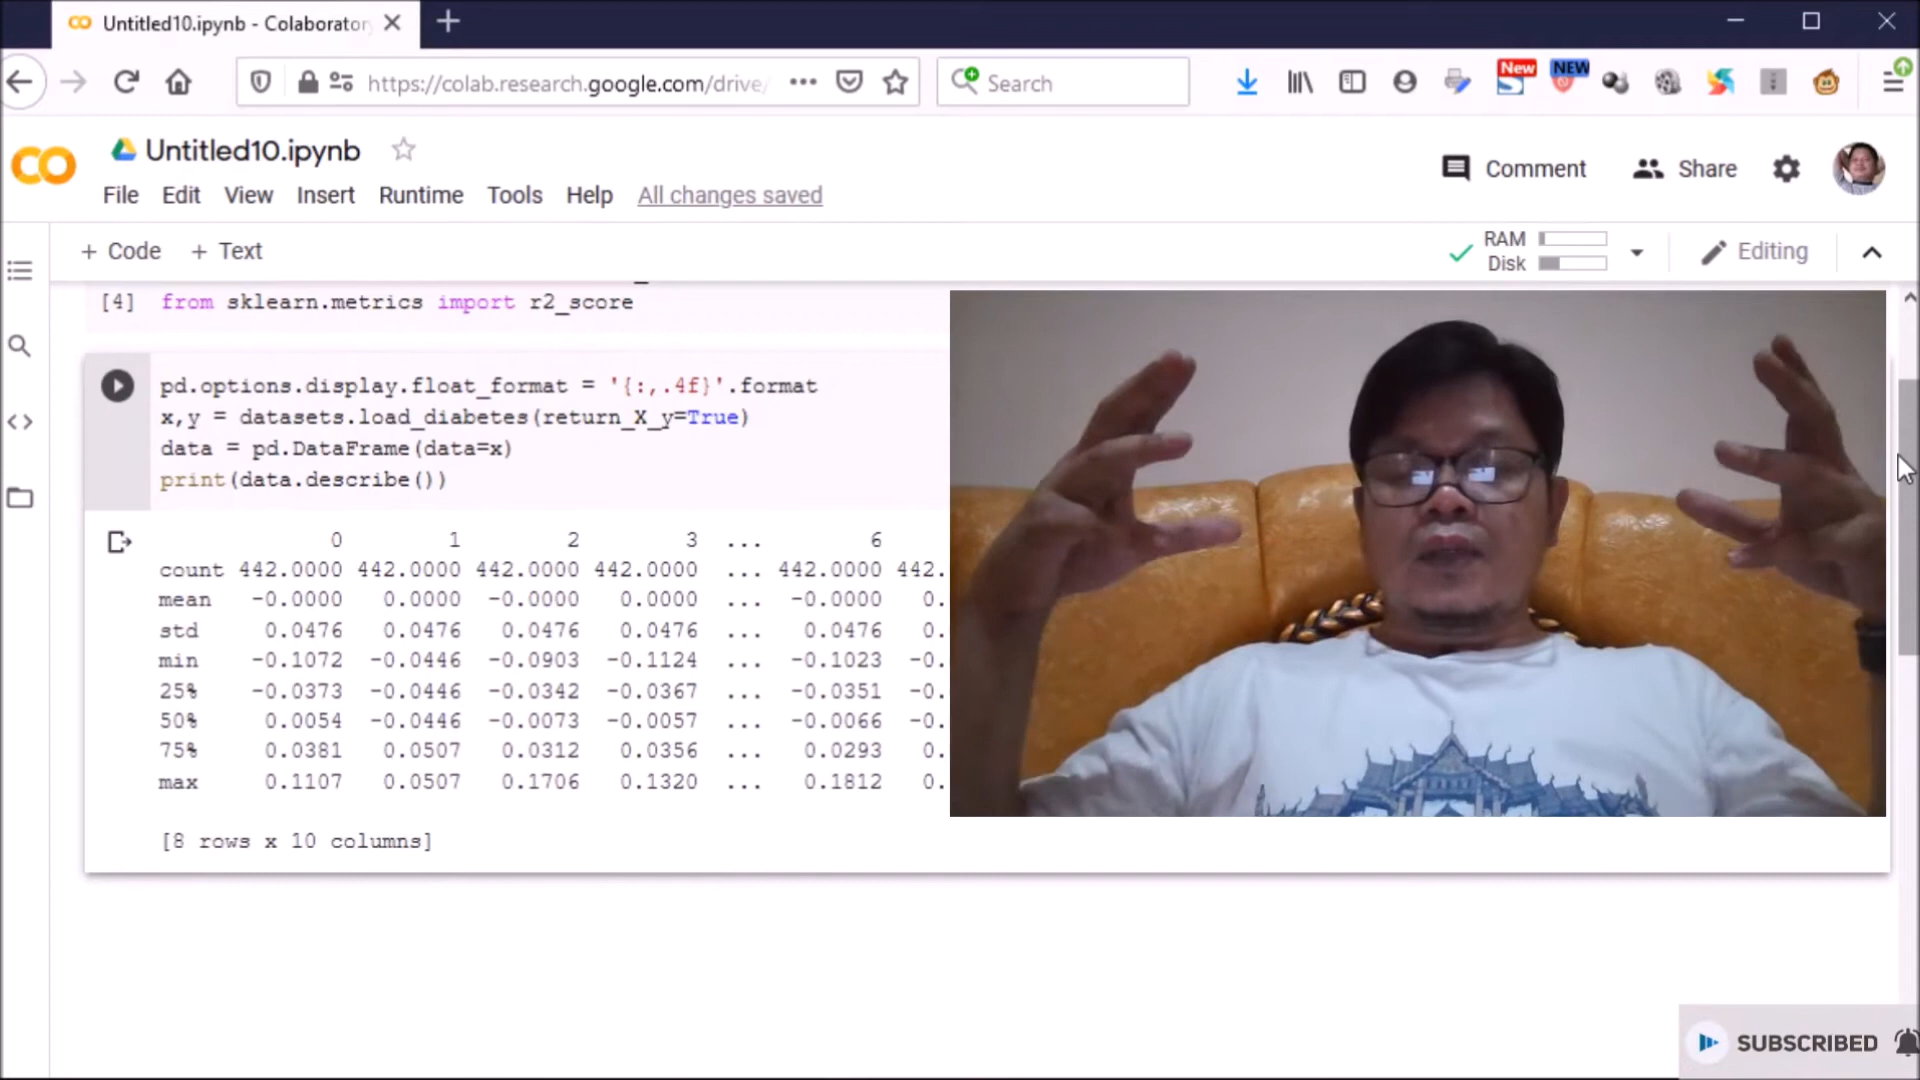 Untitled10.ipynb - Colaborator
https://colab.research.google.com/drive/
Search
New
NEW
CO
Untitled10.ipynb
Comment
Share
File Edit View Insert Runtime Tools Help All changes saved
+ Code + Text
RAM
Disk
Editing
[4] from sklearn.metrics import r2_score
pd.options.display.float_format = '{:,.4f}'.format
x,y = datasets.load_diabetes(return_X_y=True)
data = pd.DataFrame(data=x)
print(data.describe())
0 1 2 3 ... 6
count 442.0000 442.0000 442.0000 442.0000 ... 442.0000 442.
mean -0.0000 0.0000 -0.0000 0.0000 ... -0.0000 0.
std 0.0476 0.0476 0.0476 0.0476 ... 0.0476 0.
min -0.1072 -0.0446 -0.0903 -0.1124 ... -0.1023 -0.
25% -0.0373 -0.0446 -0.0342 -0.0367 ... -0.0351 -0.
50% 0.0054 -0.0446 -0.0073 -0.0057 ... -0.0066 -0.
75% 0.0381 0.0507 0.0312 0.0356 ... 0.0293 0.
max 0.1107 0.0507 0.1706 0.1320 ... 0.1812 0.
[8 rows x 10 columns]
SUBSCRIBED